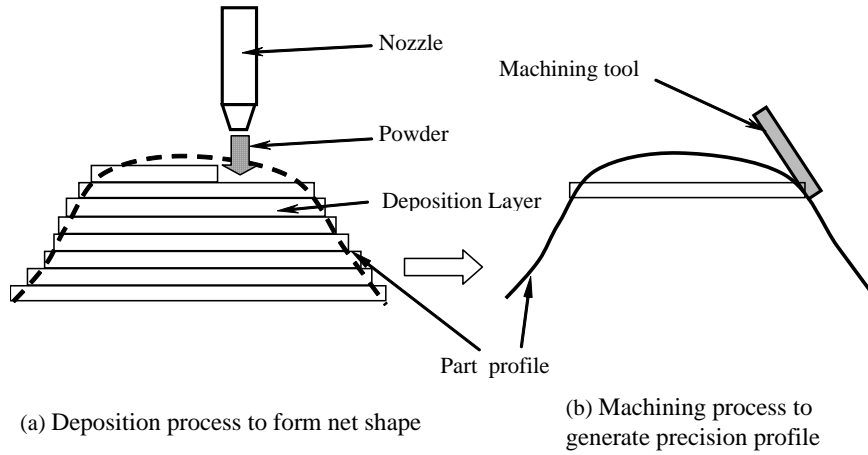 Nozzle
Machining tool
Powder
Deposition Layer
Part profile
(a) Deposition process to form net shape
(b) Machining process to
generate precision profile